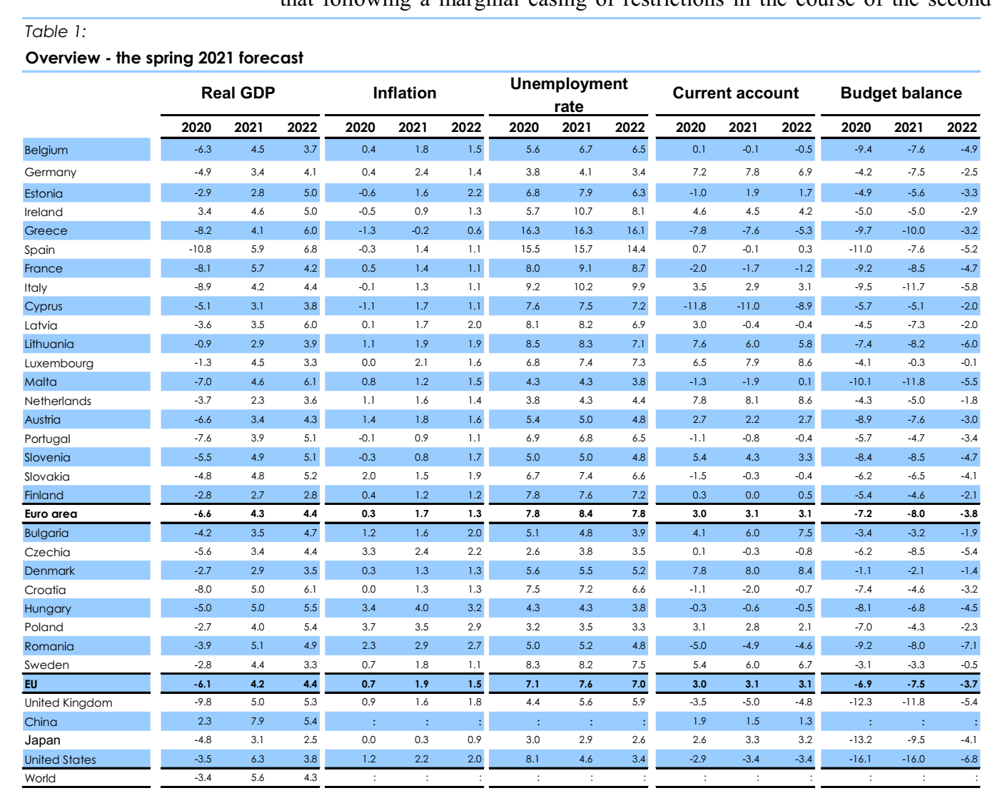 that following a marginal easing of restrictions in the course of the second
Table 1:
Overview - the spring 2021 forecast
Real GDP Inflation Unemployment rate Current account Budget balance
2020 2021 2022 2020 2021 2022 2020 2021 2022 2020 2021 2022 2020 2021 2022
Belgium -6.3 4.5 3.7 0.4 1.8 1.5 5.6 6.7 6.5 0.1 -0.1 -0.5 -9.4 -7.6 -4.9
Germany -4.9 3.4 4.1 0.4 2.4 1.4 3.8 4.1 3.4 7.2 7.8 6.9 -4.2 -7.5 -2.5
Estonia -2.9 2.8 5.0 -0.6 1.6 2.2 6.8 7.9 6.3 -1.0 1.9 1.7 -4.9 -5.6 -3.3
Ireland 3.4 4.6 5.0 -0.5 0.9 1.3 5.7 10.7 8.1 4.6 4.5 4.2 -5.0 -5.0 -2.9
Greece -8.2 4.1 6.0 -1.3 -0.2 0.6 16.3 16.3 16.1 -7.8 -7.6 -5.3 -9.7 -10.0 -3.2
Spain -10.8 5.9 6.8 -0.3 1.4 1.1 15.5 15.7 14.4 0.7 -0.1 0.3 -11.0 -7.6 -5.2
France -8.1 5.7 4.2 0.5 1.4 1.1 8.0 9.1 8.7 -2.0 -1.7 -1.2 -9.2 -8.5 -4.7
Italy -8.9 4.2 4.4 -0.1 1.3 1.1 9.2 10.2 9.9 3.5 2.9 3.1 -9.5 -11.7 -5.8
Cyprus -5.1 3.1 3.8 -1.1 1.7 1.1 7.6 7.5 7.2 -11.8 -11.0 -8.9 -5.7 -5.1 -2.0
Latvia -3.6 3.5 6.0 0.1 1.7 2.0 8.1 8.2 6.9 3.0 -0.4 -0.4 -4.5 -7.3 -2.0
Lithuania -0.9 2.9 3.9 1.1 1.9 1.9 8.5 8.3 7.1 7.6 6.0 5.8 -7.4 -8.2 -6.0
Luxembourg -1.3 4.5 3.3 0.0 2.1 1.6 6.8 7.4 7.3 6.5 7.9 8.6 -4.1 -0.3 -0.1
Malta -7.0 4.6 6.1 0.8 1.2 1.5 4.3 4.3 3.8 -1.3 -1.9 0.1 -10.1 -11.8 -5.5
Netherlands -3.7 2.3 3.6 1.1 1.6 1.4 3.8 4.3 4.4 7.8 8.1 8.6 -4.3 -5.0 -1.8
Austria -6.6 3.4 4.3 1.4 1.8 1.6 5.4 5.0 4.8 2.7 2.2 2.7 -8.9 -7.6 -3.0
Portugal -7.6 3.9 5.1 -0.1 0.9 1.1 6.9 6.8 6.5 -1.1 -0.8 -0.4 -5.7 -4.7 -3.4
Slovenia -5.5 4.9 5.1 -0.3 0.8 1.7 5.0 5.0 4.8 5.4 4.3 3.3 -8.4 -8.5 -4.7
Slovakia -4.8 4.8 5.2 2.0 1.5 1.9 6.7 7.4 6.6 -1.5 -0.3 -0.4 -6.2 -6.5 -4.1
Finland -2.8 2.7 2.8 0.4 1.2 1.2 7.8 7.6 7.2 0.3 0.0 0.5 -5.4 -4.6 -2.1
Euro area -6.6 4.3 4.4 0.3 1.7 1.3 7.8 8.4 7.8 3.0 3.1 3.1 -7.2 -8.0 -3.8
Bulgaria -4.2 3.5 4.7 1.2 1.6 2.0 5.1 4.8 3.9 4.1 6.0 7.5 -3.4 -3.2 -1.9
Czechia -5.6 3.4 4.4 3.3 2.4 2.2 2.6 3.8 3.5 0.1 -0.3 -0.8 -6.2 -8.5 -5.4
Denmark -2.7 2.9 3.5 0.3 1.3 1.3 5.6 5.5 5.2 7.8 8.0 8.4 -1.1 -2.1 -1.4
Croatia -8.0 5.0 6.1 0.0 1.3 1.3 7.5 7.2 6.6 -1.1 -2.0 -0.7 -7.4 -4.6 -3.2
Hungary -5.0 5.0 5.5 3.4 4.0 3.2 4.3 4.3 3.8 -0.3 -0.6 -0.5 -8.1 -6.8 -4.5
Poland -2.7 4.0 5.4 3.7 3.5 2.9 3.2 3.5 3.3 3.1 2.8 2.1 -7.0 -4.3 -2.3
Romania -3.9 5.1 4.9 2.3 2.9 2.7 5.0 5.2 4.8 -5.0 -4.9 -4.6 -9.2 -8.0 -7.1
Sweden -2.8 4.4 3.3 0.7 1.8 1.1 8.3 8.2 7.5 5.4 6.0 6.7 -3.1 -3.3 -0.5
EU -6.1 4.2 4.4 0.7 1.9 1.5 7.1 7.6 7.0 3.0 3.1 3.1 -6.9 -7.5 -3.7
United Kingdom -9.8 5.0 5.3 0.9 1.6 1.8 4.4 5.6 5.9 -3.5 -5.0 -4.8 -12.3 -11.8 -5.4
China 2.3 7.9 5.4 : : : : : : 1.9 1.5 1.3 : : :
Japan -4.8 3.1 2.5 0.0 0.3 0.9 3.0 2.9 2.6 2.6 3.3 3.2 -13.2 -9.5 -4.1
United States -3.5 6.3 3.8 1.2 2.2 2.0 8.1 4.6 3.4 -2.9 -3.4 -3.4 -16.1 -16.0 -6.8
World -3.4 5.6 4.3 : : : : : : : : : : : :